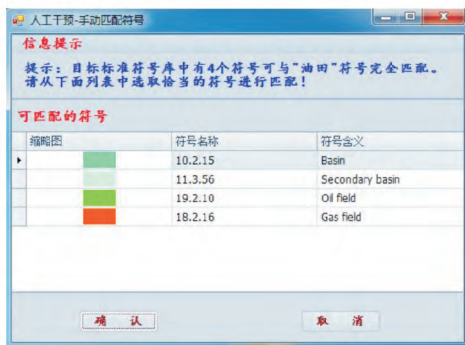 人工干预-手动匹配符号
信息提示
提示：目标标准符号库中有4个符号可与"油田"符号完全匹配。
请从下面列表中选取恰当的符号进行匹配！
可匹配的符号
缩略图 符号名称 符号含义
10.2.15 Basin
11.3.56 Secondary basin
19.2.10 Oil field
18.2.16 Gas field
确 认 取 消